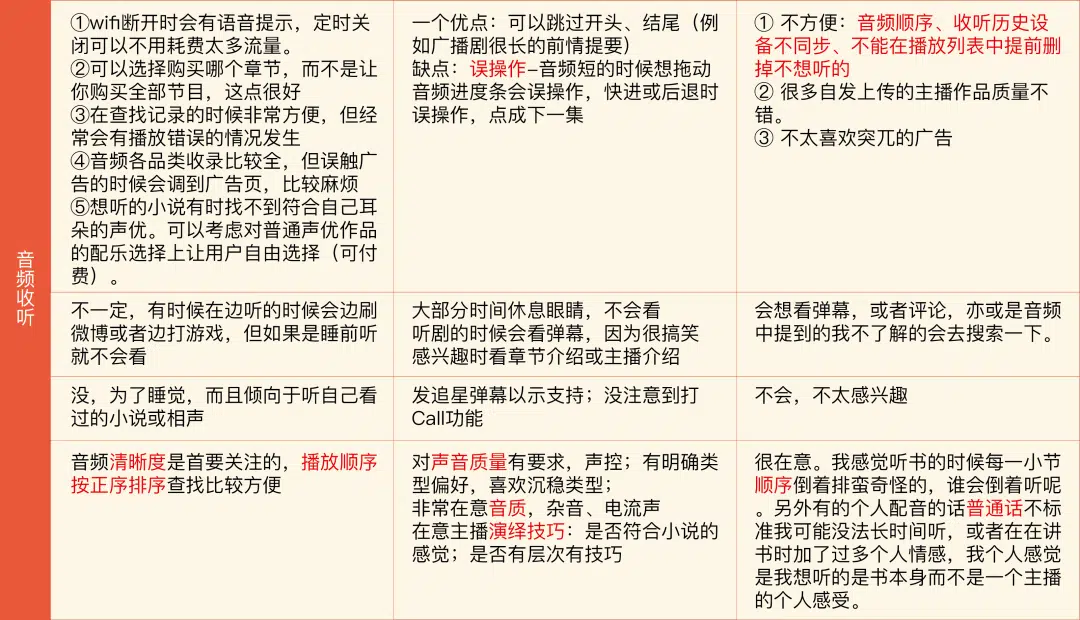 音频收听
①wifi断开时会有语音提示，定时关
闭可以不用耗费太多流量。
②可以选择购买哪个章节，而不是让
你购买全部节目，这点很好
③在查找记录的时候非常方便，但经
常会有播放错误的情况发生
④音频各品类收录比较全，但误触广
告的时候会调到广告页，比较麻烦
⑤想听的小说有时找不到符合自己耳
朵的声优。可以考虑对普通声优作品
的配乐选择上让用户自由选择（可付
费）。
一个优点：可以跳过开头、结尾（例
如广播剧很长的前情提要）
缺点：误操作-音频短的时候想拖动
音频进度条会误操作，快进或后退时
误操作，点成下一集
① 不方便：音频顺序、收听历史设
备不同步、不能在播放列表中提前删
掉不想听的
② 很多自发上传的主播作品质量不
错。
③ 不太喜欢突兀的广告
不一定，有时候在边听的时候会边刷
微博或者边打游戏，但如果是睡前听
就不会看
大部分时间休息眼睛，不会看
听剧的时候会看弹幕，因为很搞笑
感兴趣时看章节介绍或主播介绍
会想看弹幕，或者评论，亦或是音频
中提到的我不了解的会去搜索一下。
没，为了睡觉，而且倾向于听自己看
过的小说或相声
发追星弹幕以示支持；没注意到打
Call功能
不会，不太感兴趣
音频清晰度是首要关注的，播放顺序
按正序排序查找比较方便
对声音质量有要求，声控；有明确类
型偏好，喜欢沉稳类型；
非常在意音质，杂音、电流声
在意主播演绎技巧：是否符合小说的
感觉；是否有层次有技巧
很在意。我感觉听书的时候每一小节
顺序倒着排蛮奇怪的，谁会倒着听呢
。另外有的个人配音的话普通话不标
准我可能没法长时间听，或者在在讲
书时加了过多个人情感，我个人感觉
是我想听的是书本身而不是一个主播
的个人感受。